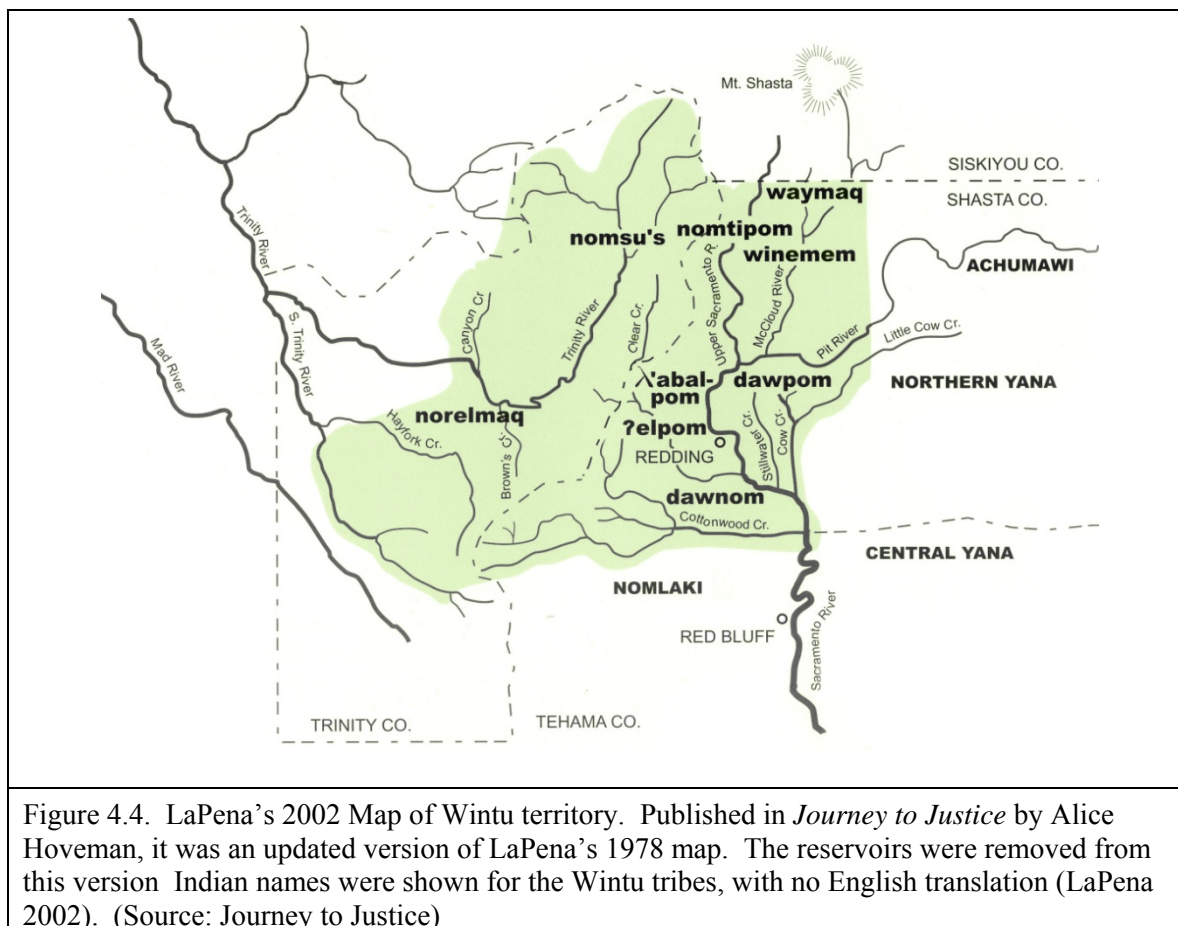 Mt. Shasta
SISKIYOU CO.
SHASTA CO.
waymaq
nomtipom
nomsu's
winemem
ACHUMAWI
Trinity River
S. Trinity River
Mad River
Canyon Cr
Trinity River
Clear Cr.
Upper Sacramento R.
McCloud River
Pit River
Little Cow Cr.
NORTHERN YANA
ƛ'abal-
pom
dawpom
norelmaq
Hayfork Cr.
Brown's Cr.
?elpom
REDDING
Stillwater Cr.
Cow Cr.
dawnom
Cottonwood Cr.
CENTRAL YANA
NOMLAKI
RED BLUFF
Sacramento River
TRINITY CO.
TEHAMA CO.
Figure 4.4. LaPena’s 2002 Map of Wintu territory. Published in Journey to Justice by Alice
Hoveman, it was an updated version of LaPena’s 1978 map. The reservoirs were removed from
this version Indian names were shown for the Wintu tribes, with no English translation (LaPena
2002). (Source: Journey to Justice)